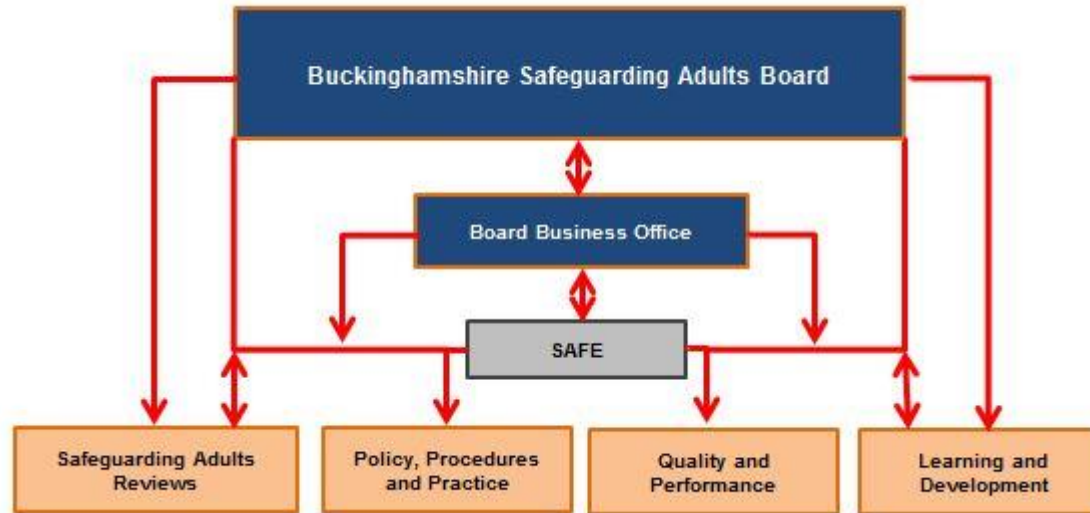 Buckinghamshire Safeguarding Adults Board
Board Business Office
SAFE
Safeguarding Adults
Reviews
Policy, Procedures
and Practice
Quality and
Performance
Learning and
Development